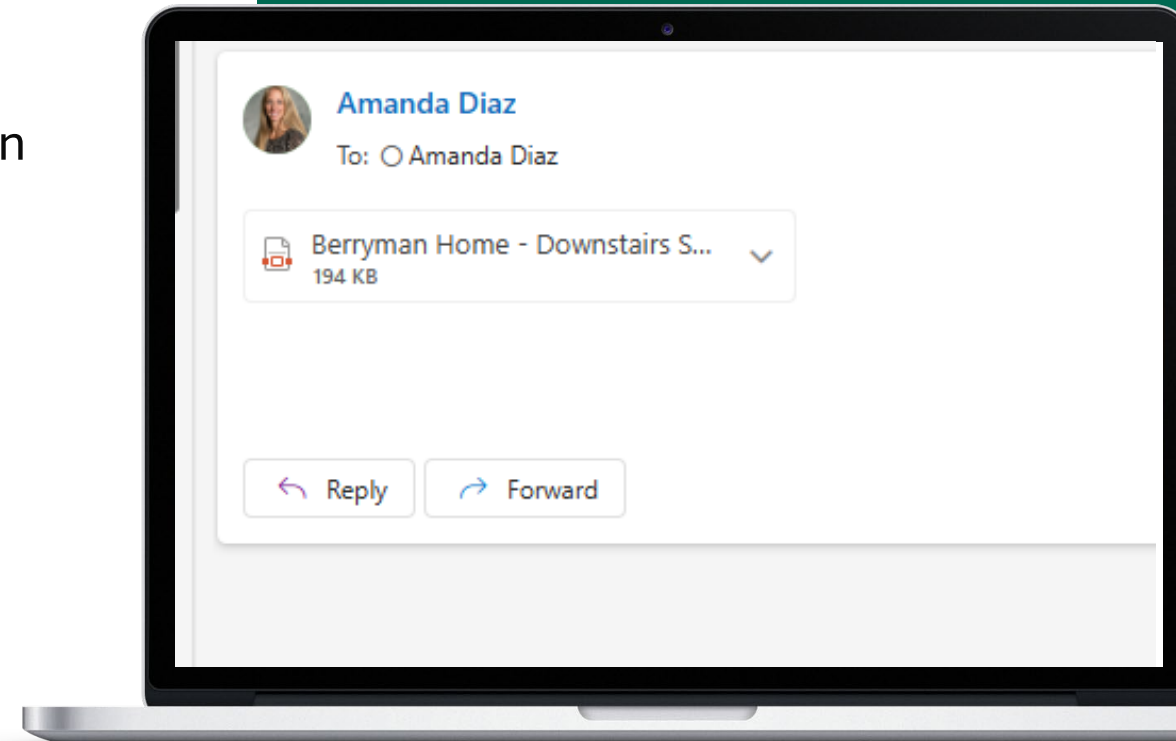 n
Amanda Diaz
To: Amanda Diaz
Berryman Home - Downstairs S...
194 KB
Reply
Forward